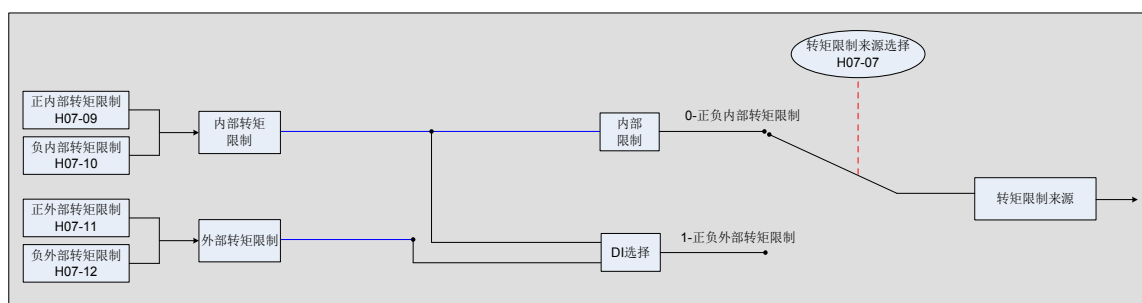 转矩限制来源选择
H07-07
正内部转矩限制
H07-09
负内部转矩限制
H07-10
内部转矩
限制
内部
限制
0-正负内部转矩限制
转矩限制来源
正外部转矩限制
H07-11
负外部转矩限制
H07-12
外部转矩限制
DI选择
1-正负外部转矩限制